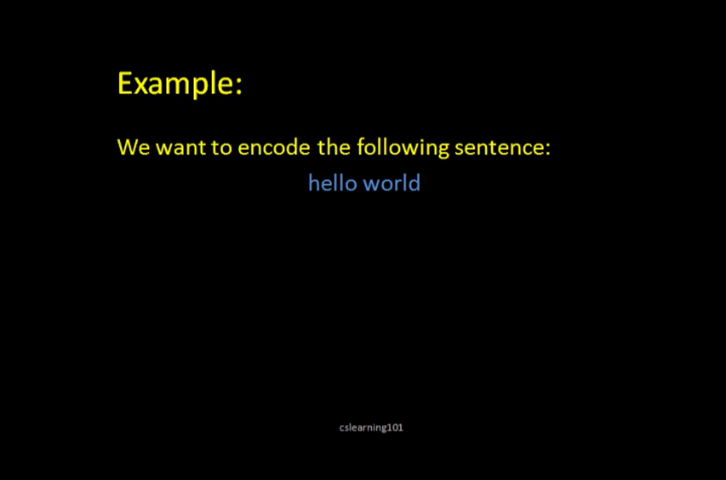 Example:
We want to encode the following sentence:
hello world
cslearning101